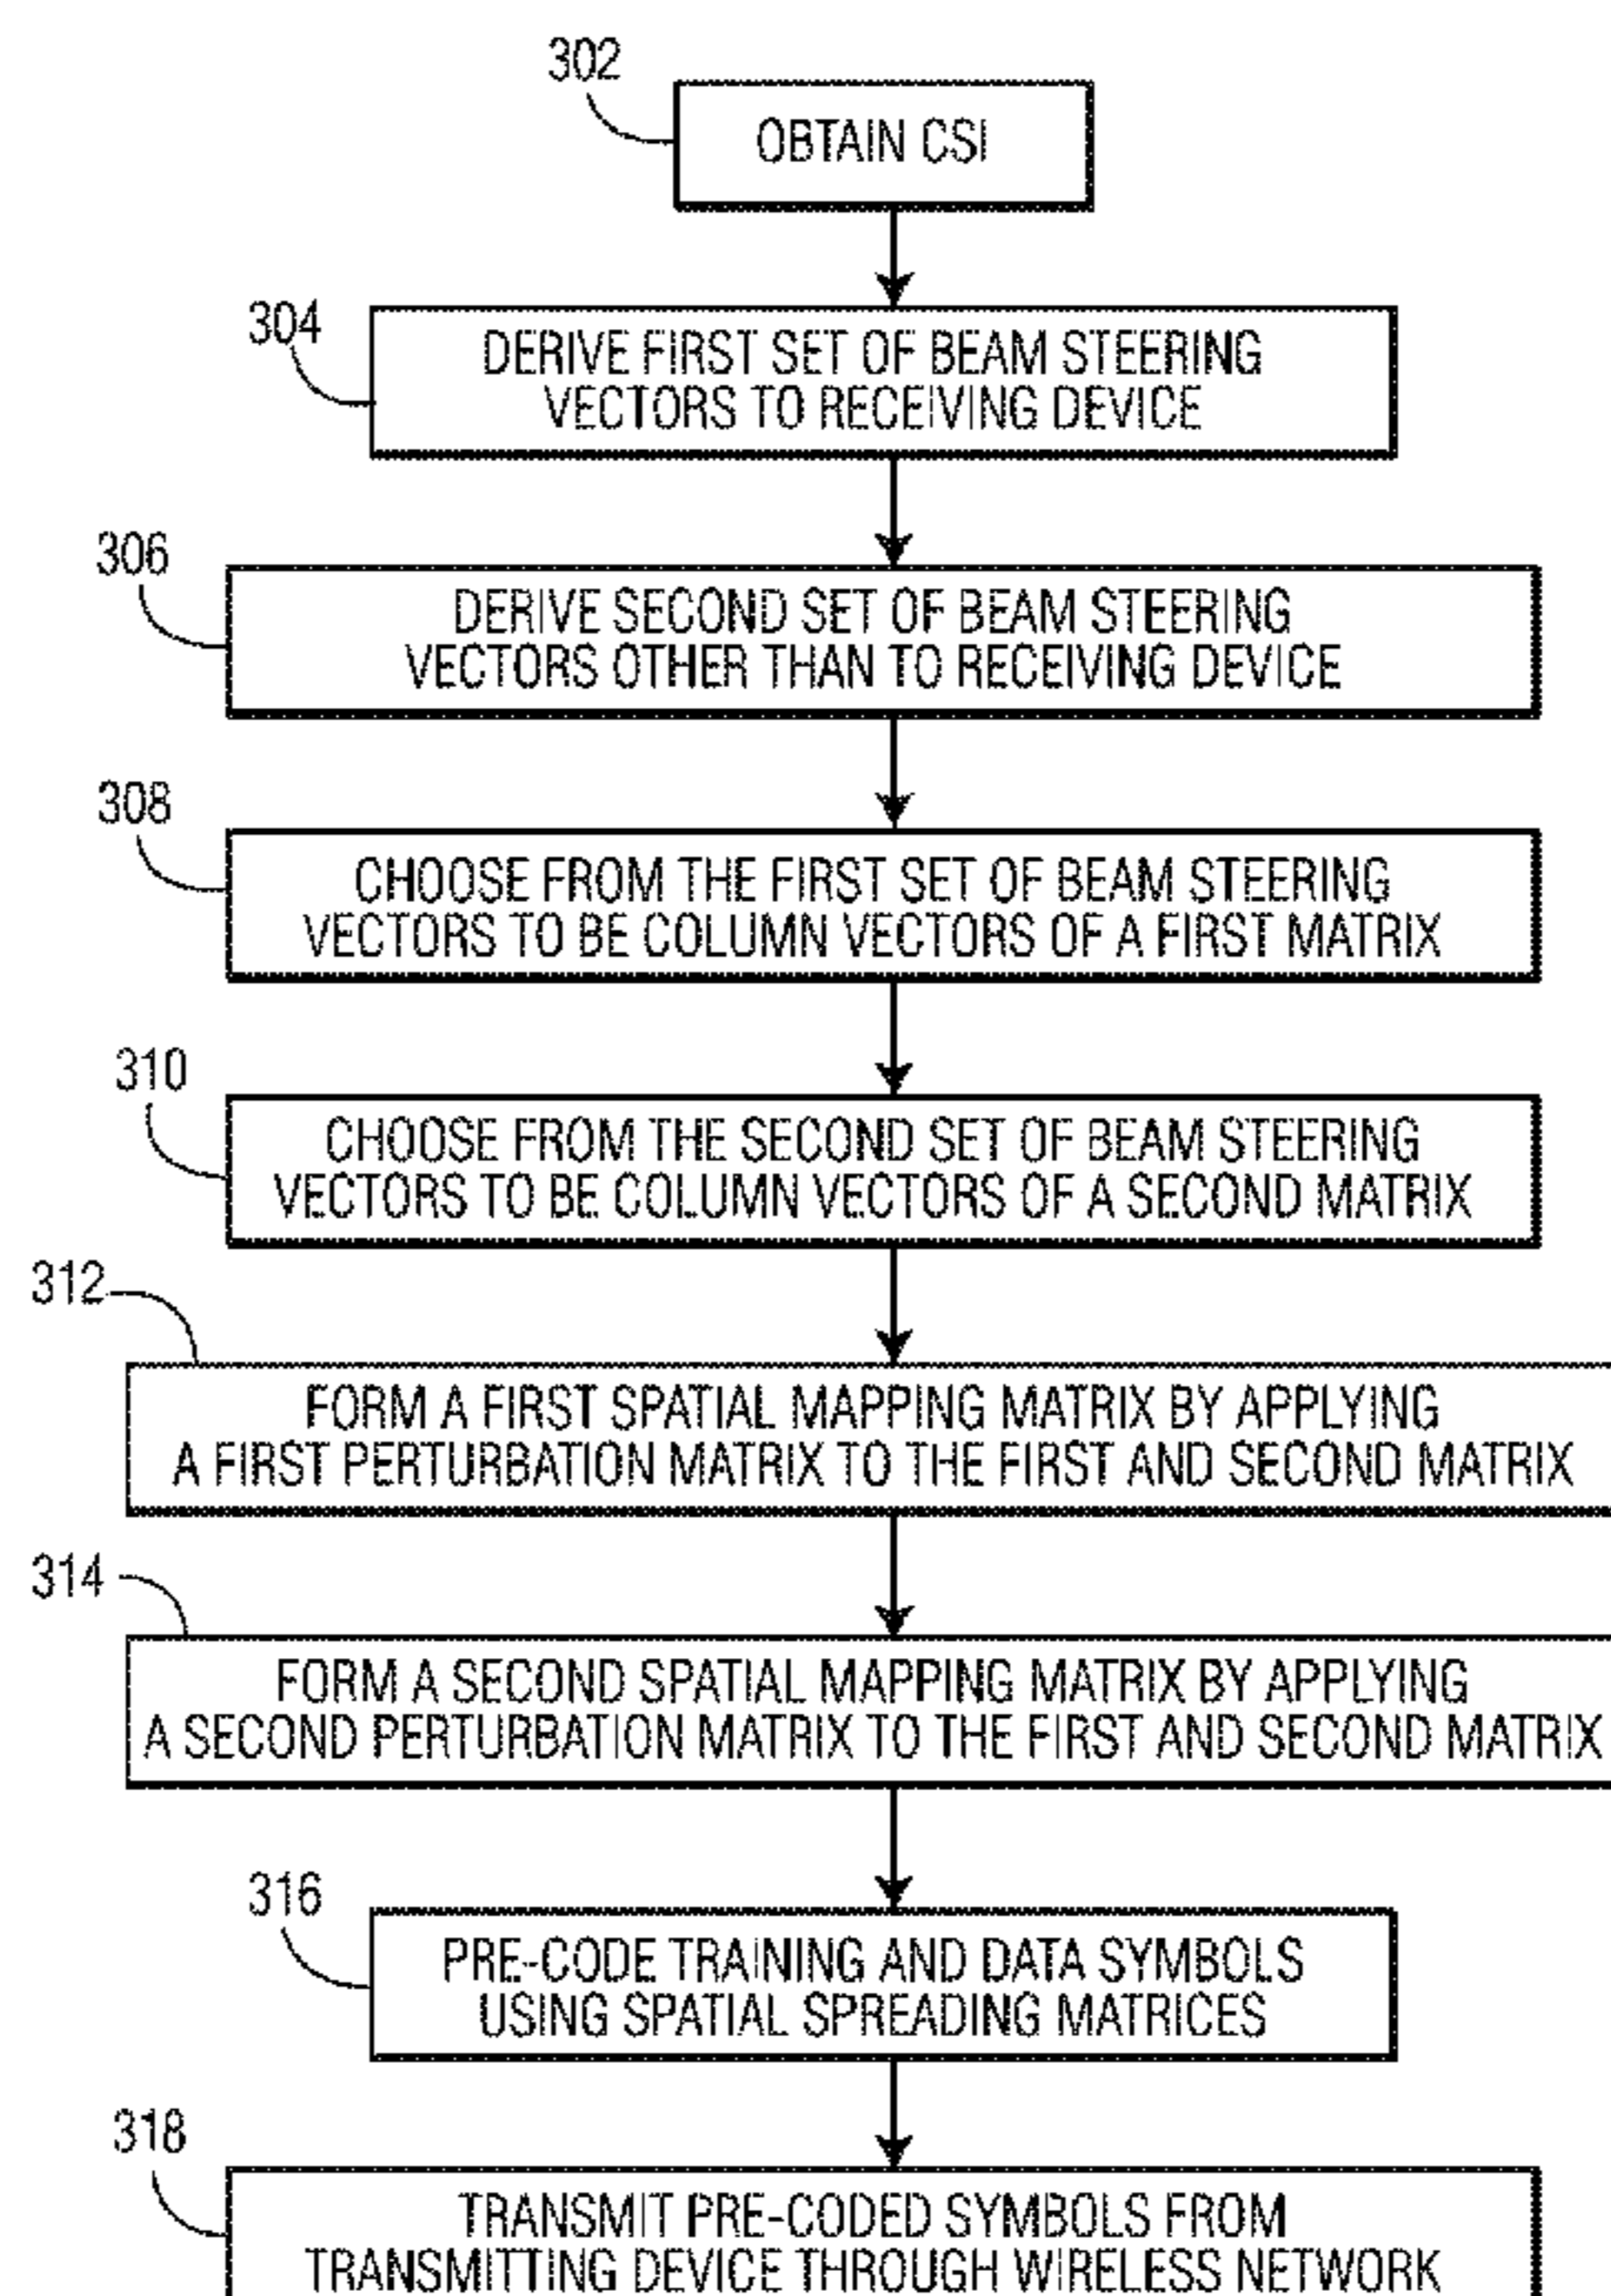 302
OBTAIN CSI
304
DERIVE FIRST SET OF BEAM STEERING
VECTORS TO RECEIVING DEVICE
306
DERIVE SECOND SET OF BEAM STEERING
VECTORS OTHER THAN TO RECEIVING DEVICE
308
CHOOSE FROM THE FIRST SET OF BEAM STEERING
VECTORS TO BE COLUMN VECTORS OF A FIRST MATRIX
310
CHOOSE FROM THE SECOND SET OF BEAM STEERING
VECTORS TO BE COLUMN VECTORS OF A SECOND MATRIX
312
FORM A FIRST SPATIAL MAPPING MATRIX BY APPLYING
A FIRST PERTURBATION MATRIX TO THE FIRST AND SECOND MATRIX
314
FORM A SECOND SPATIAL MAPPING MATRIX BY APPLYING
A SECOND PERTURBATION MATRIX TO THE FIRST AND SECOND MATRIX
316
PRE-CODE TRAINING AND DATA SYMBOLS
USING SPATIAL SPREADING MATRICES
318
TRANSMIT PRE-CODED SYMBOLS FROM
TRANSMITTING DEVICE THROUGH WIRELESS NETWORK